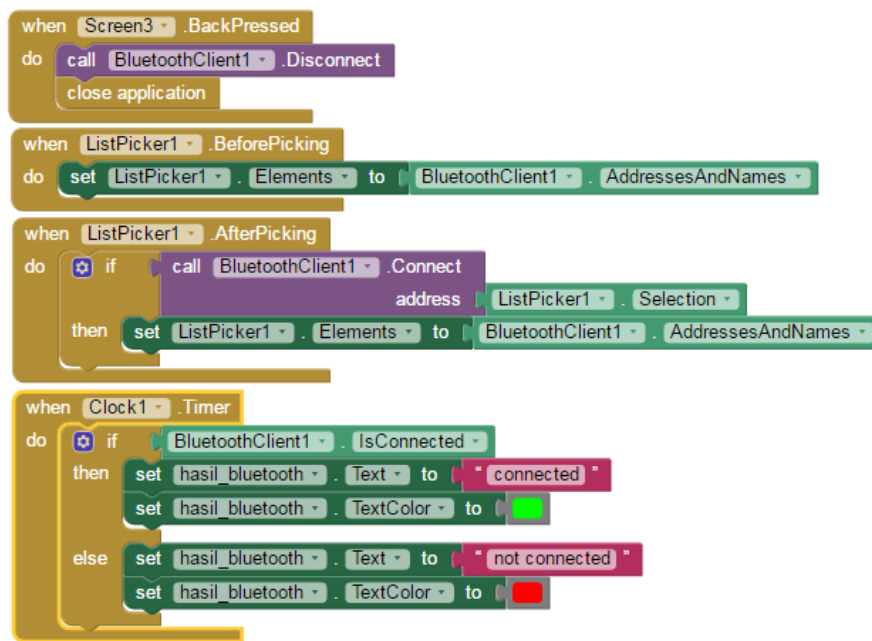 when Screen3 .BackPressed
do call BluetoothClient1 .Disconnect
close application
when ListPicker1 .BeforePicking
do set ListPicker1 . Elements to BluetoothClient1 . AddressesAndNames
when ListPicker1 .AfterPicking
do if call BluetoothClient1 .Connect
address ListPicker1 . Selection
then set ListPicker1 . Elements to BluetoothClient1 . AddressesAndNames
when Clock1 .Timer
do if BluetoothClient1 . IsConnected
then set hasil_bluetooth . Text to " connected "
set hasil_bluetooth . TextColor to
else set hasil_bluetooth . Text to " not connected "
set hasil_bluetooth . TextColor to